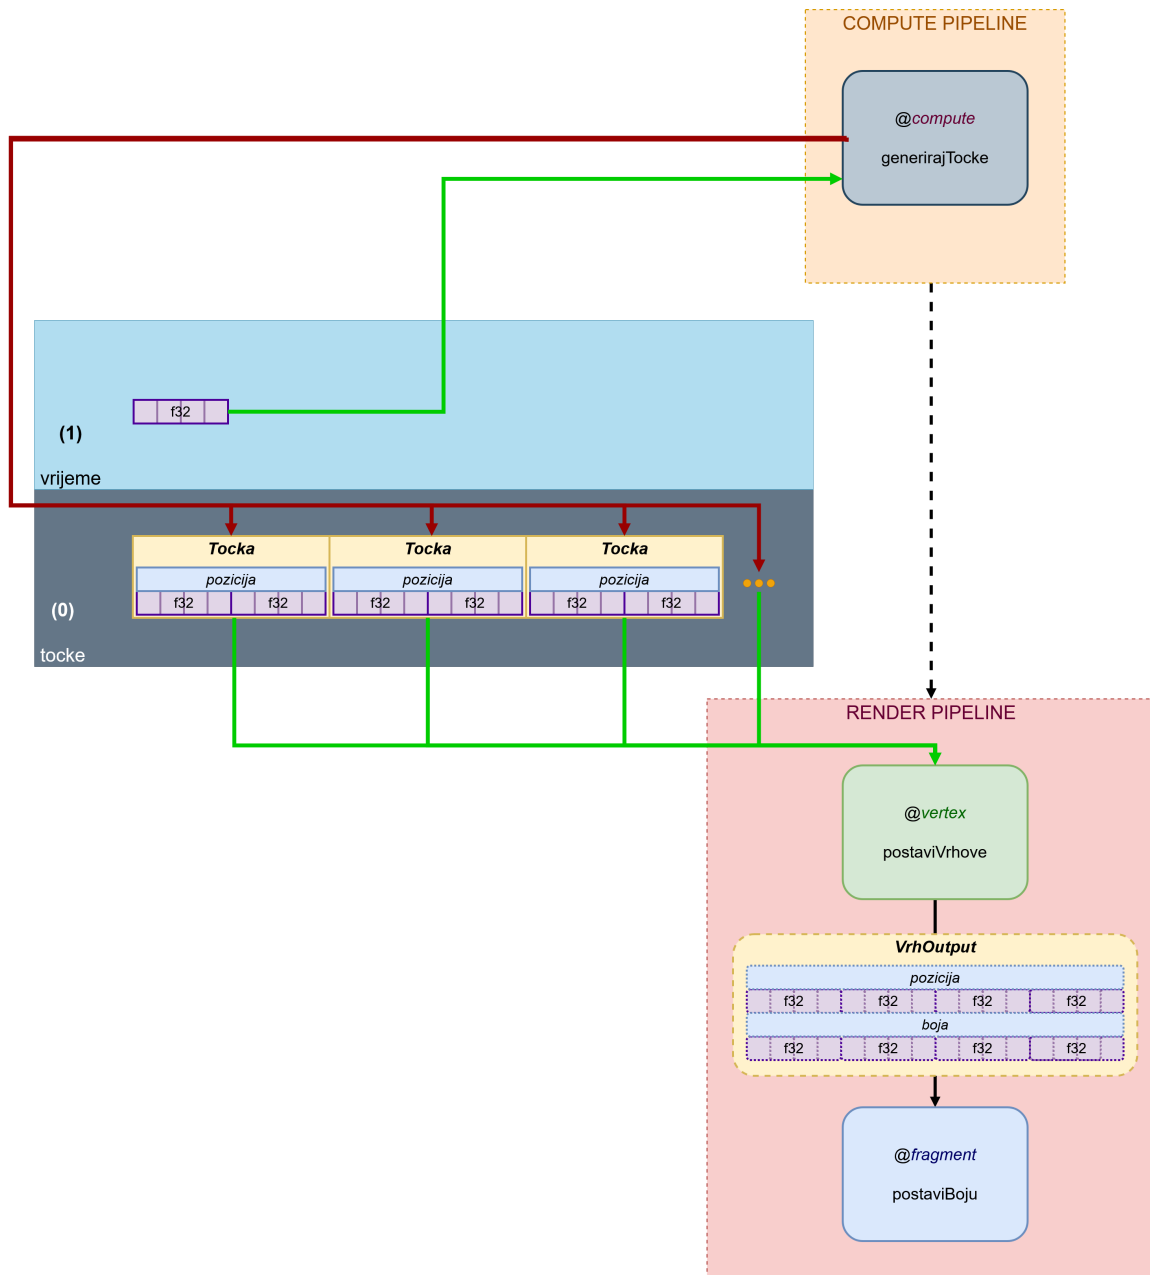 COMPUTE PIPELINE
@compute
generirajTocke
f32
(1)
vrijeme
Tocka Tocka Tocka
pozicija pozicija pozicija
f32 f32 f32 f32 f32 f32
(0)
tocke
RENDER PIPELINE
@vertex
postaviVrhove
VrhOutput
pozicija
f32 f32 f32 f32
boja
f32 f32 f32 f32
@fragment
postaviBoju